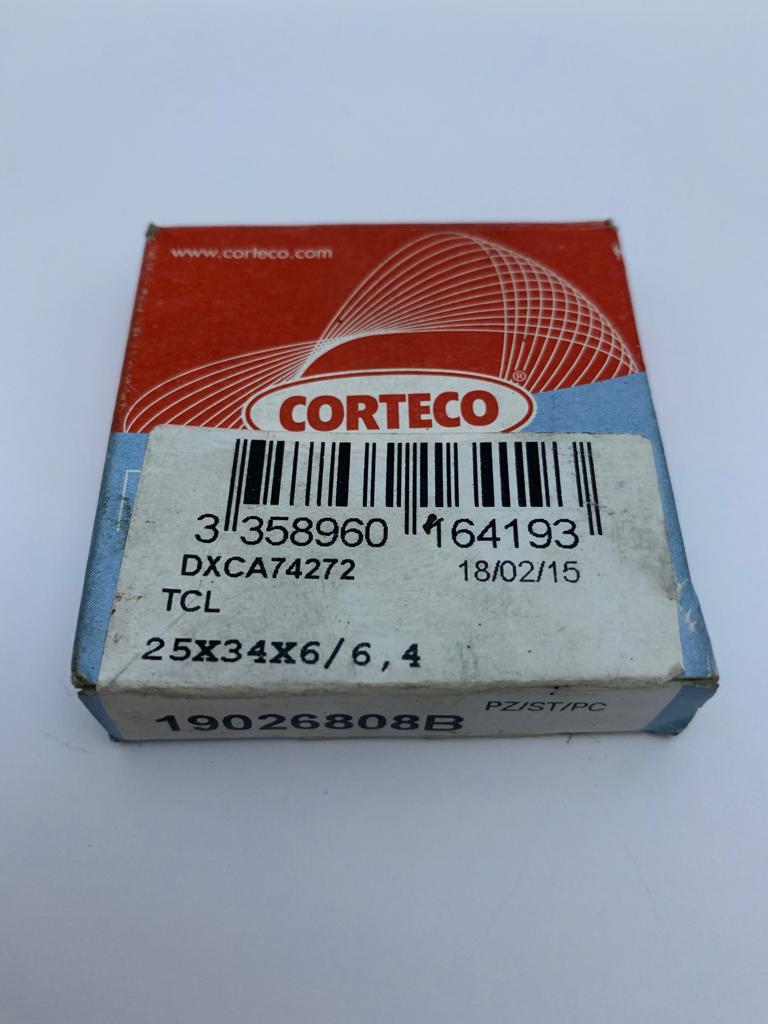 www.corteco.com
CORTECO®
3 358960 164193
DXCA74272 18/02/15
TCL
25X34X6/6,4
19026808B PZ/ST/PC